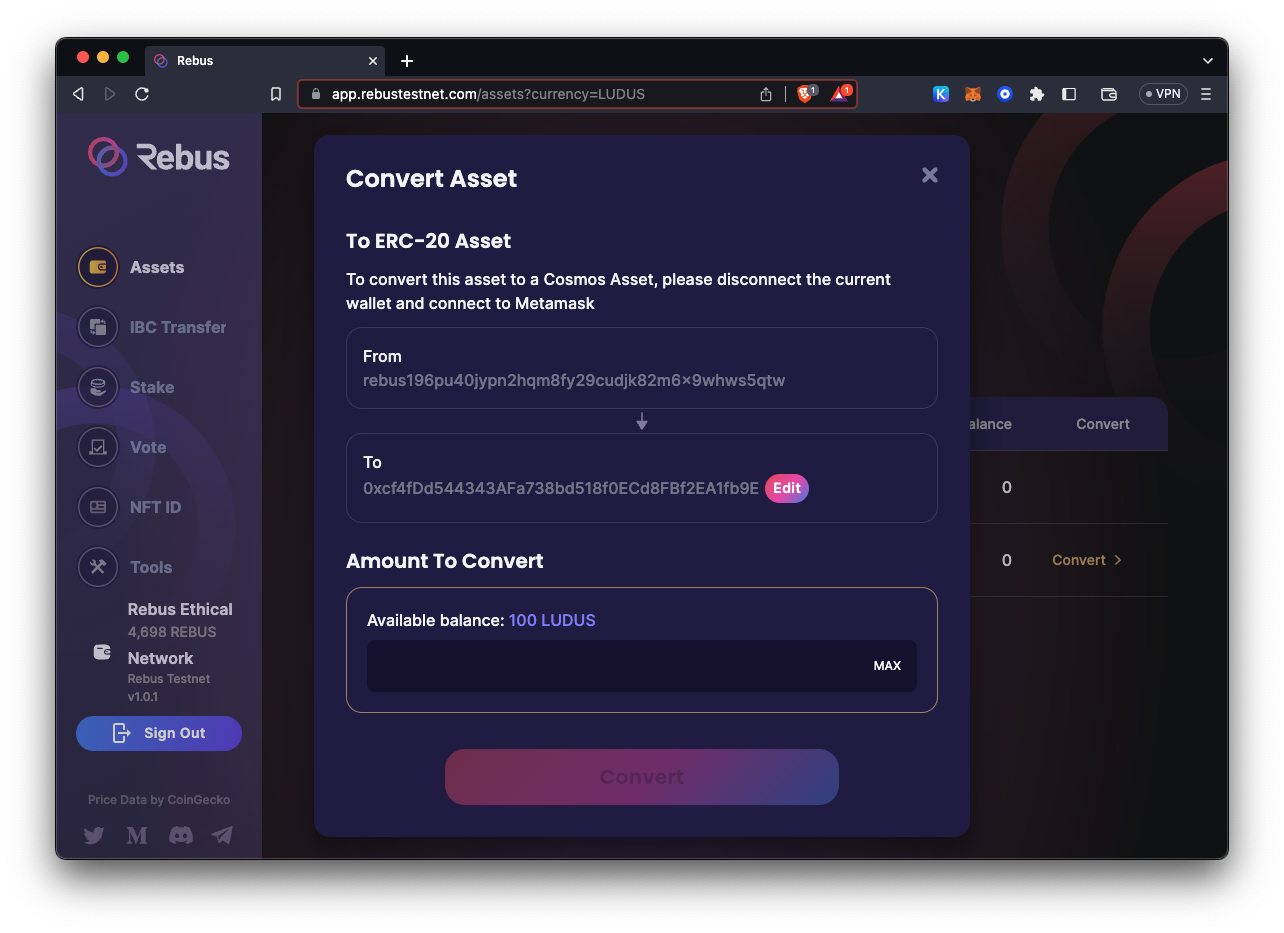 Rebus
app.rebustestnet.com/assets?currency=LUDUS
1
1
K
VPN
Rebus
Assets
IBC Transfer
Stake
Vote
NFT ID
Tools
Rebus Ethical
4,698 REBUS
Network
Rebus Testnet
v1.0.1
Sign Out
Price Data by CoinGecko
M
Convert Asset
To ERC-20 Asset
To convert this asset to a Cosmos Asset, please disconnect the current
wallet and connect to Metamask
From
rebus196pu40jypn2hqm8fy29cudjk82m6x9whws5qtw
To
0xcf4fDd544343AFa738bd518f0ECd8FBf2EA1fb9E Edit
Amount To Convert
Available balance: 100 LUDUS
MAX
Convert
alance Convert
0
0 Convert